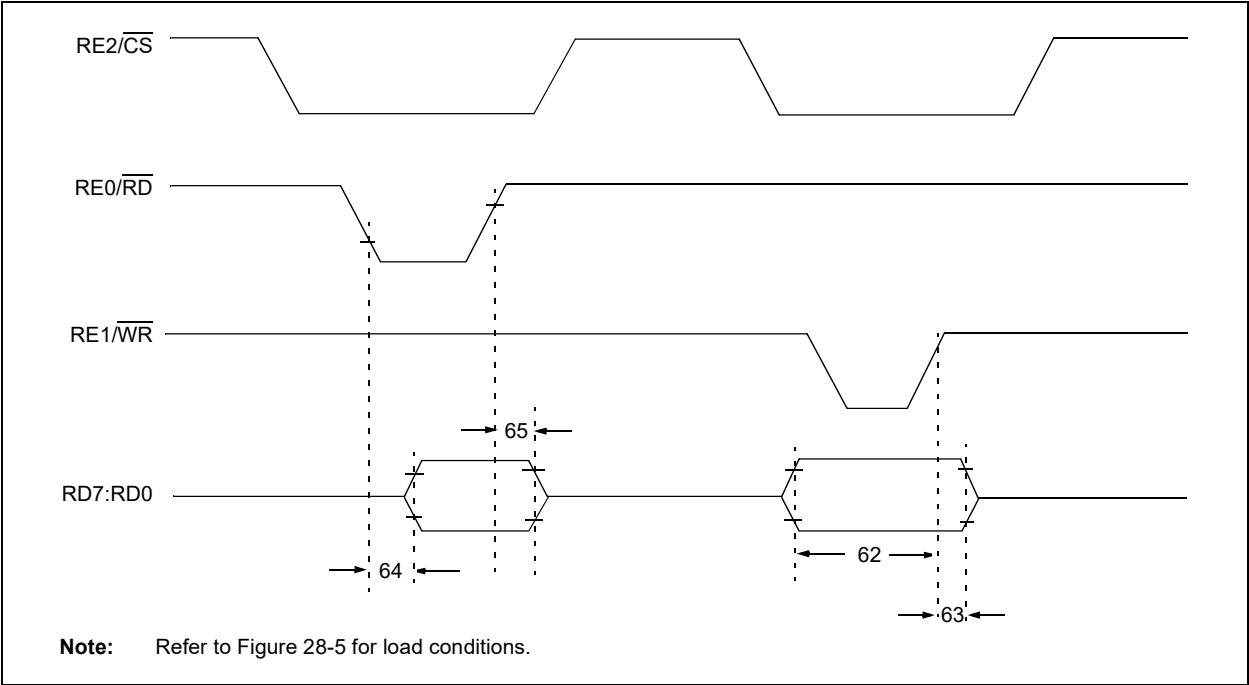 RE2/CS
RE0/RD
RE1/WR
65
RD7:RD0
62
64
63
Note: Refer to Figure 28-5 for load conditions.